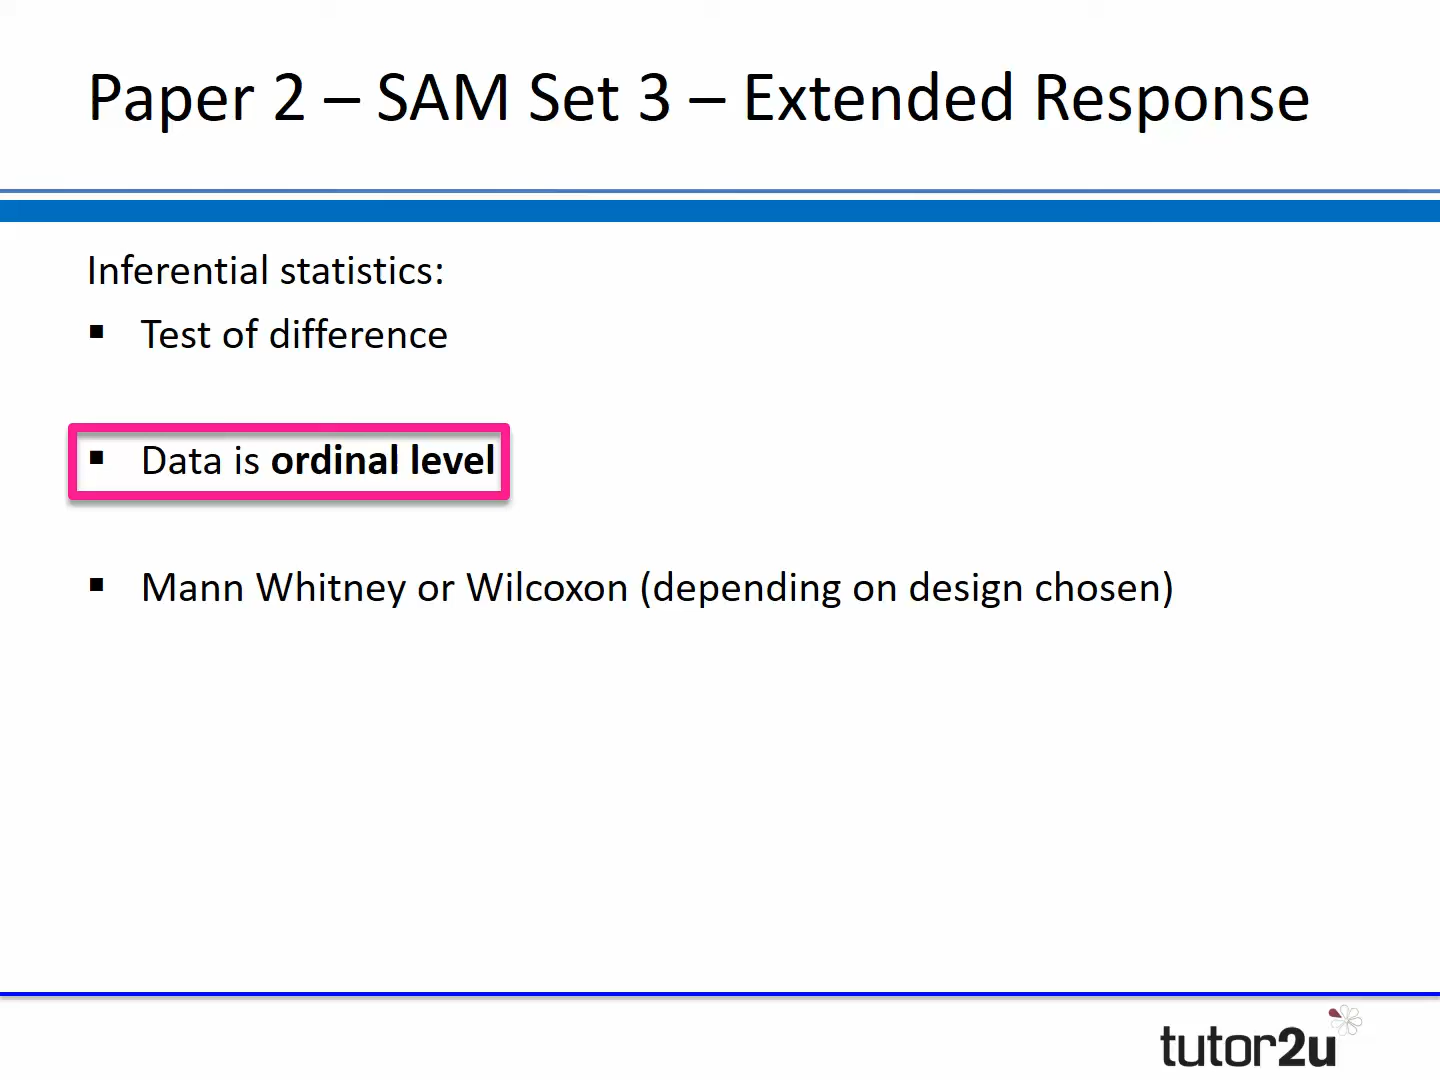 Paper 2 – SAM Set 3 – Extended Response
Inferential statistics:
▪ Test of difference
▪ Data is ordinal level
▪ Mann Whitney or Wilcoxon (depending on design chosen)
tutor2u